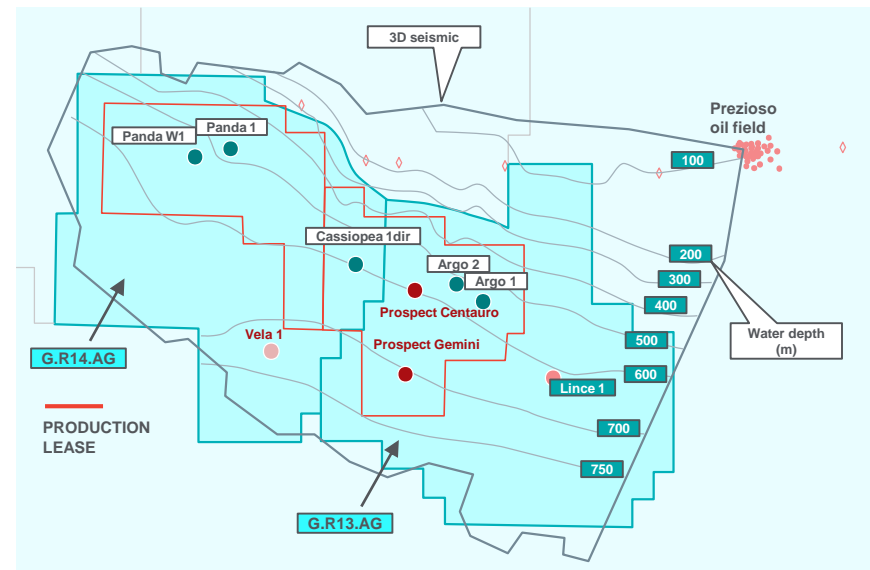 3D seismic
Prezioso
oil field
Panda W1
Panda 1
100
Cassiopea 1dir
200
Argo 2
300
Argo 1
400
Prospect Centauro
Vela 1
500
Water depth
(m)
Prospect Gemini
G.R14.AG
600
Lince 1
PRODUCTION
LEASE
700
750
G.R13.AG